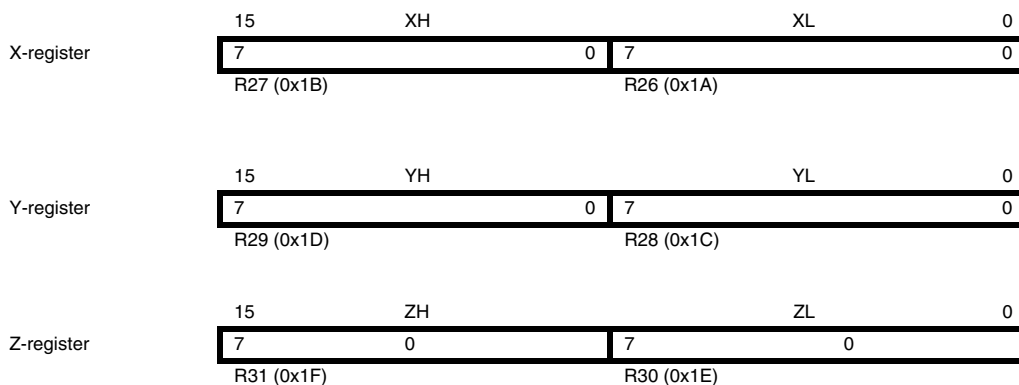 15 XH XL 0
X-register 7 0 7 0
R27 (0x1B) R26 (0x1A)
15 YH YL 0
Y-register 7 0 7 0
R29 (0x1D) R28 (0x1C)
15 ZH ZL 0
Z-register 7 0 7 0
R31 (0x1F) R30 (0x1E)